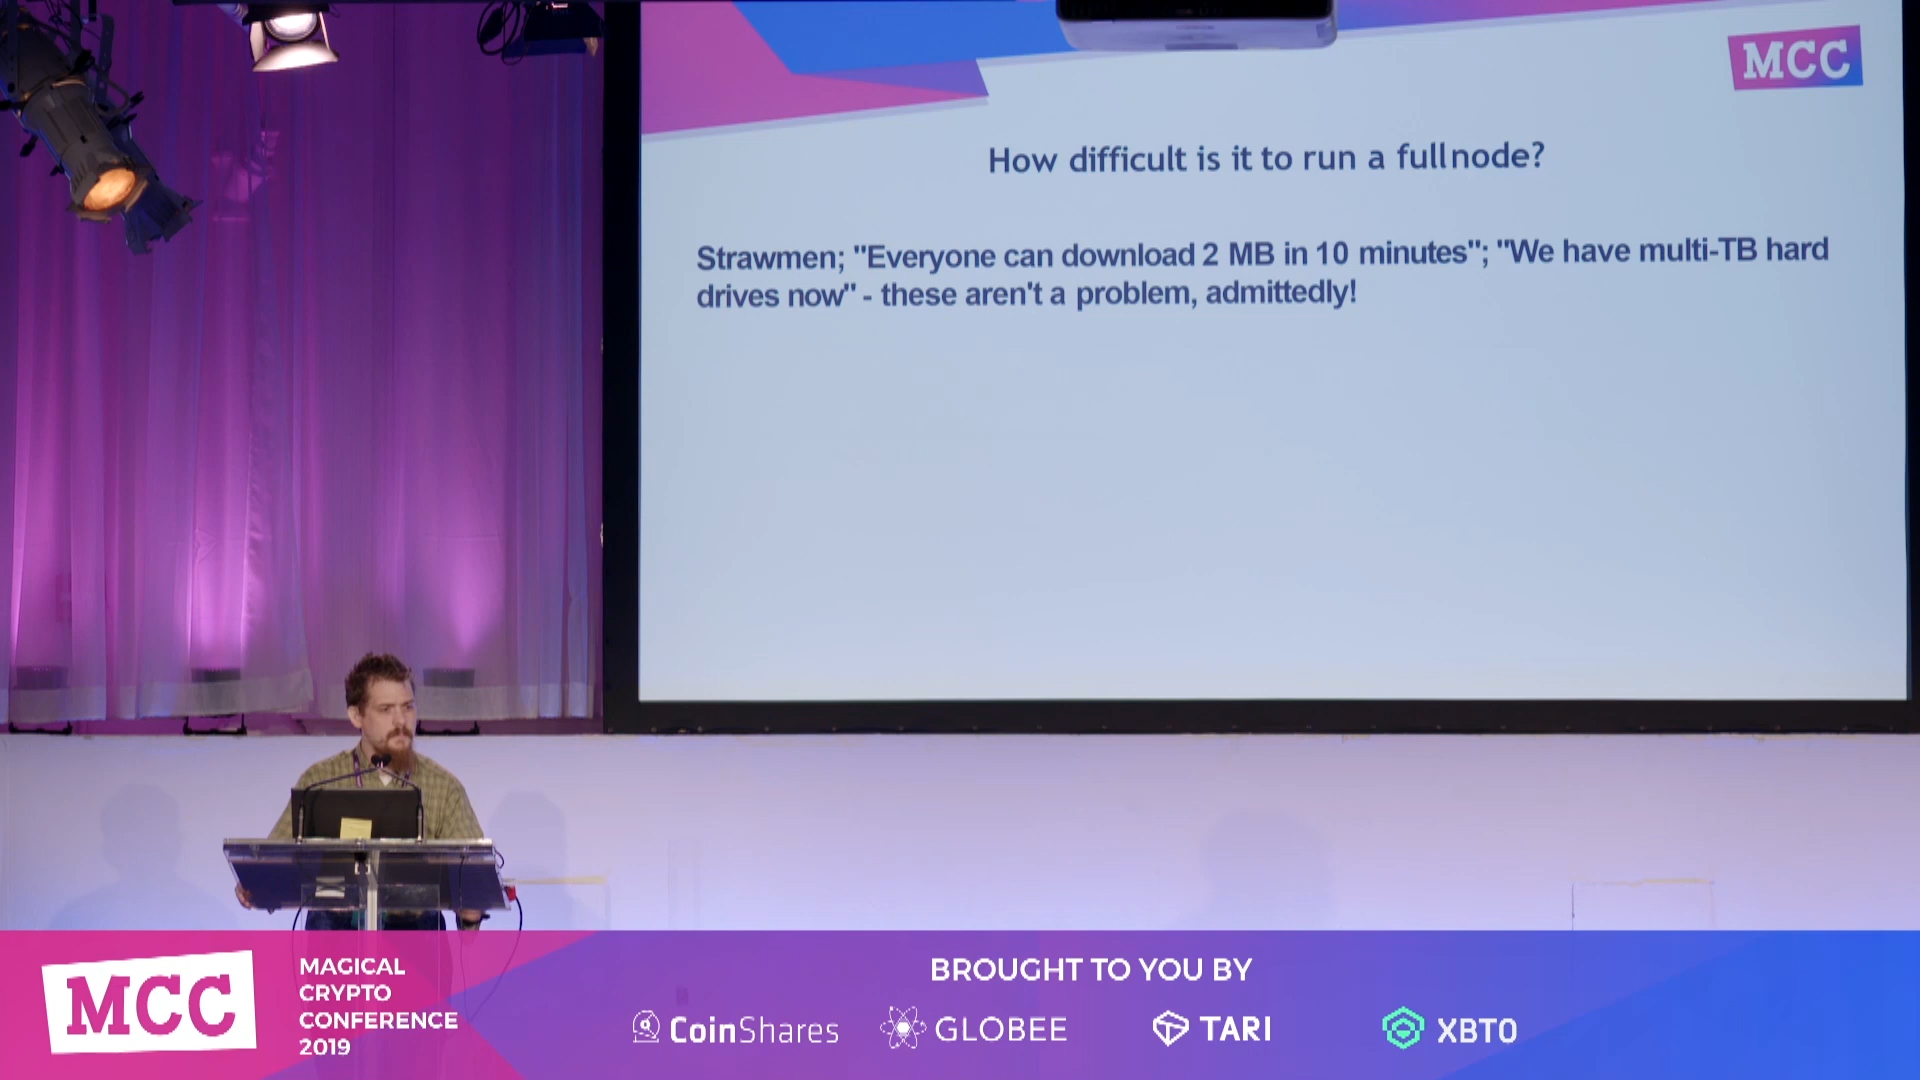 MCC
How difficult is it to run a fullnode?
Strawmen; "Everyone can download 2 MB in 10 minutes"; "We have multi-TB hard
drives now" - these aren't a problem, admittedly!
MCC
MAGICAL
CRYPTO
CONFERENCE
2019
BROUGHT TO YOU BY
CoinShares
GLOBEE
TARI
XBTO